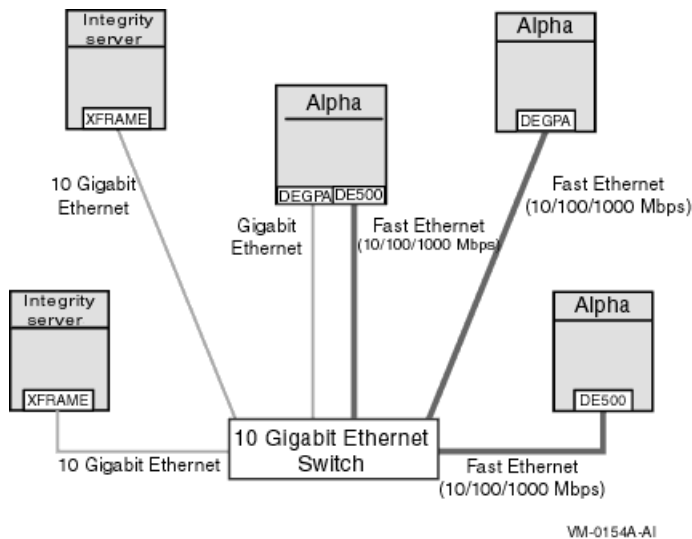 Integrity
server
XFRAME
10 Gigabit
Ethernet
Alpha
DEGPA DE500
Gigabit
Ethernet
Fast Ethernet
(10/100/1000 Mbps)
Alpha
DEGPA
Fast Ethernet
(10/100/1000 Mbps)
Integrity
server
XFRAME
10 Gigabit Ethernet
10 Gigabit Ethernet
Switch
Alpha
DE500
Fast Ethernet
(10/100/1000 Mbps)
VM-0154A-AI